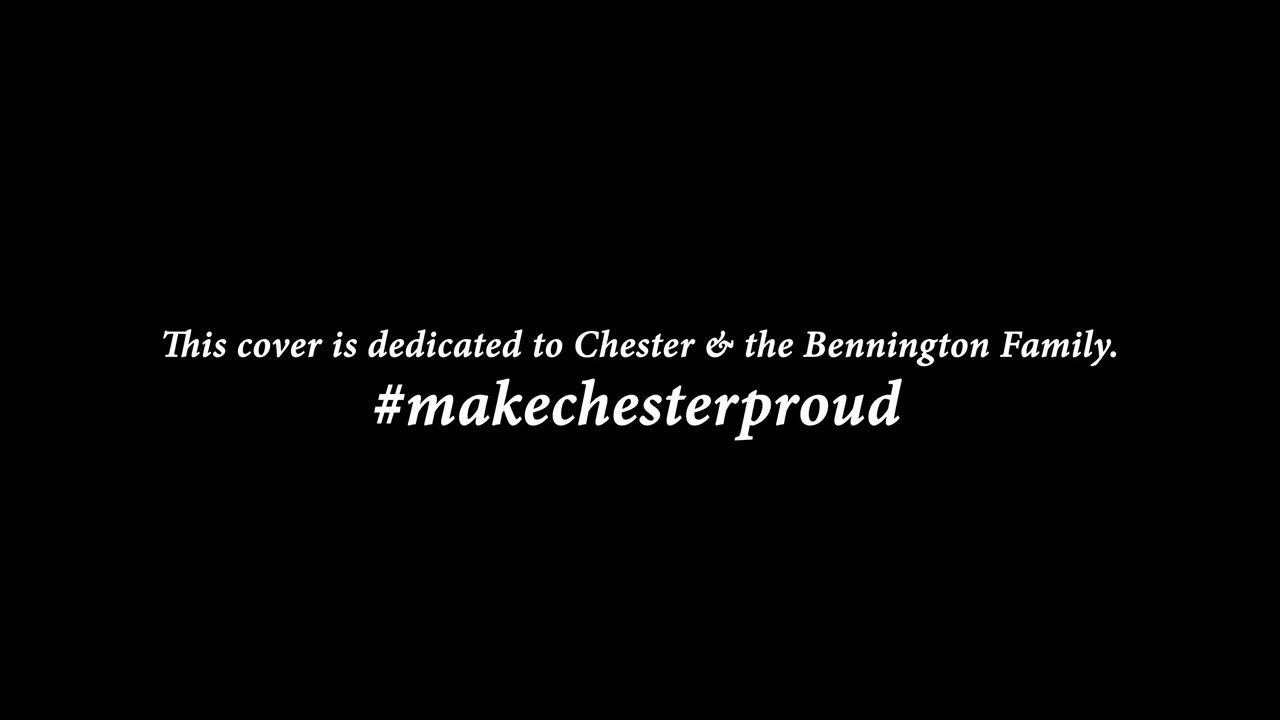 This cover is dedicated to Chester & the Bennington Family.
#makechesterproud